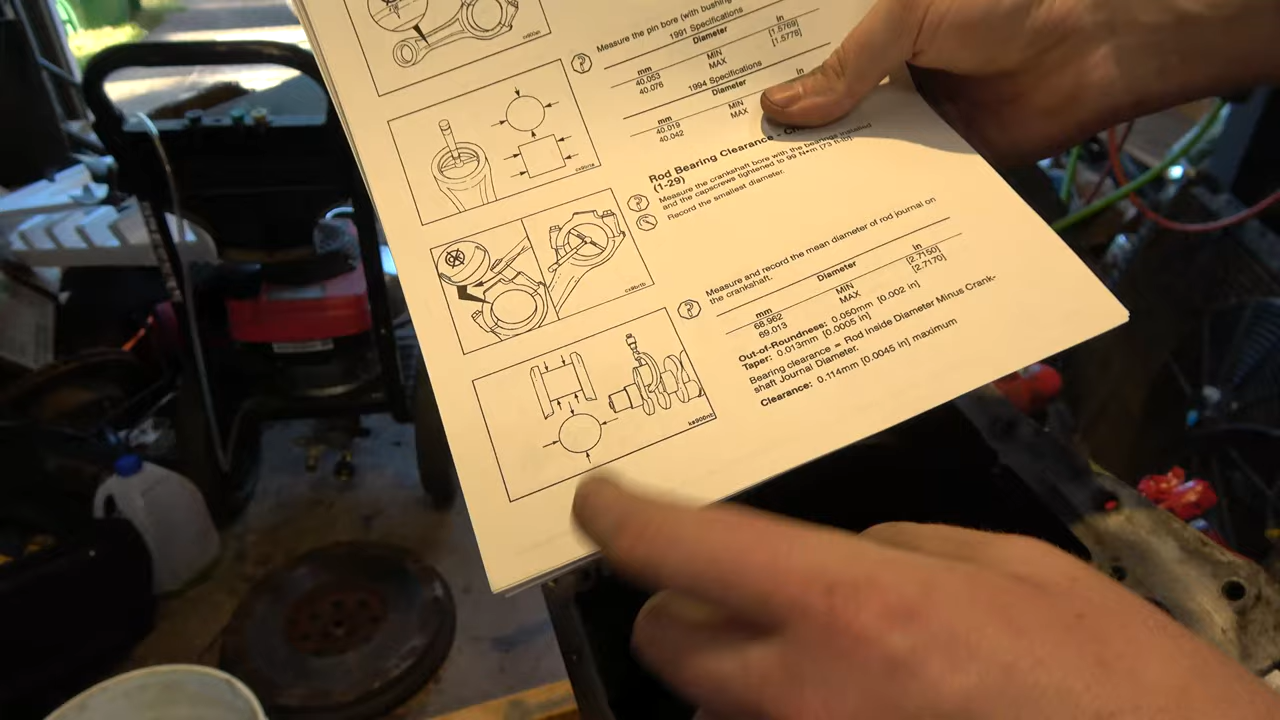 Measure the pin bore (with bushing
1991 Specifications
Diameter
mm in
40.053 MIN [1.5769]
40.076 MAX [1.5778]
1994 Specifications
Diameter
mm in
40.019 MIN
40.042 MAX
Rod Bearing Clearance -
(1-29)
Measure the crankshaft bore with the bearings installed
and the capscrews tightened to 99 N•m [73 ft-lb]
Record the smallest diameter.
Measure and record the mean diameter of rod journal on
the crankshaft.
Diameter
mm in
68.962 MIN [2.7150]
69.013 MAX [2.7170]
Out-of-Roundness: 0.050mm [0.002 in]
Taper: 0.013mm [0.0005 in]
Bearing clearance = Rod Inside Diameter Minus Crank-
shaft Journal Diameter.
Clearance: 0.114mm [0.0045 in] maximum